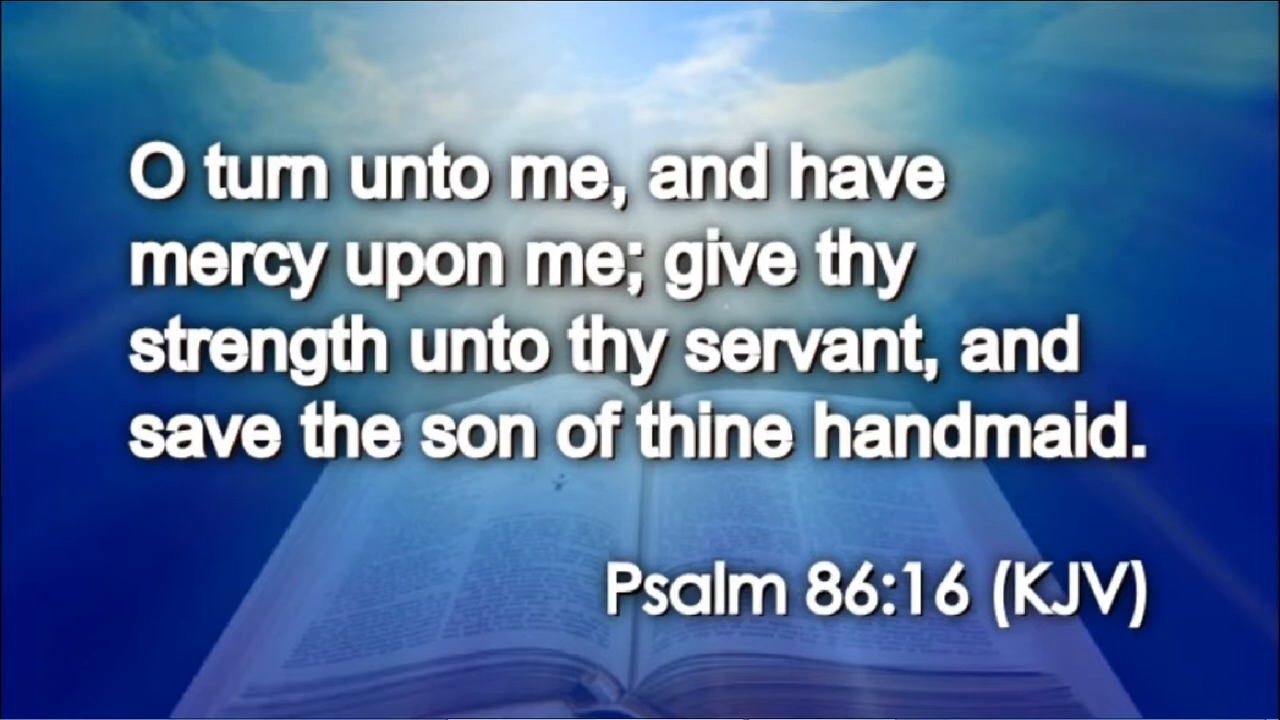 O turn unto me, and have
mercy upon me; give thy
strength unto thy servant, and
save the son of thine handmaid.
Psalm 86:16 (KJV)